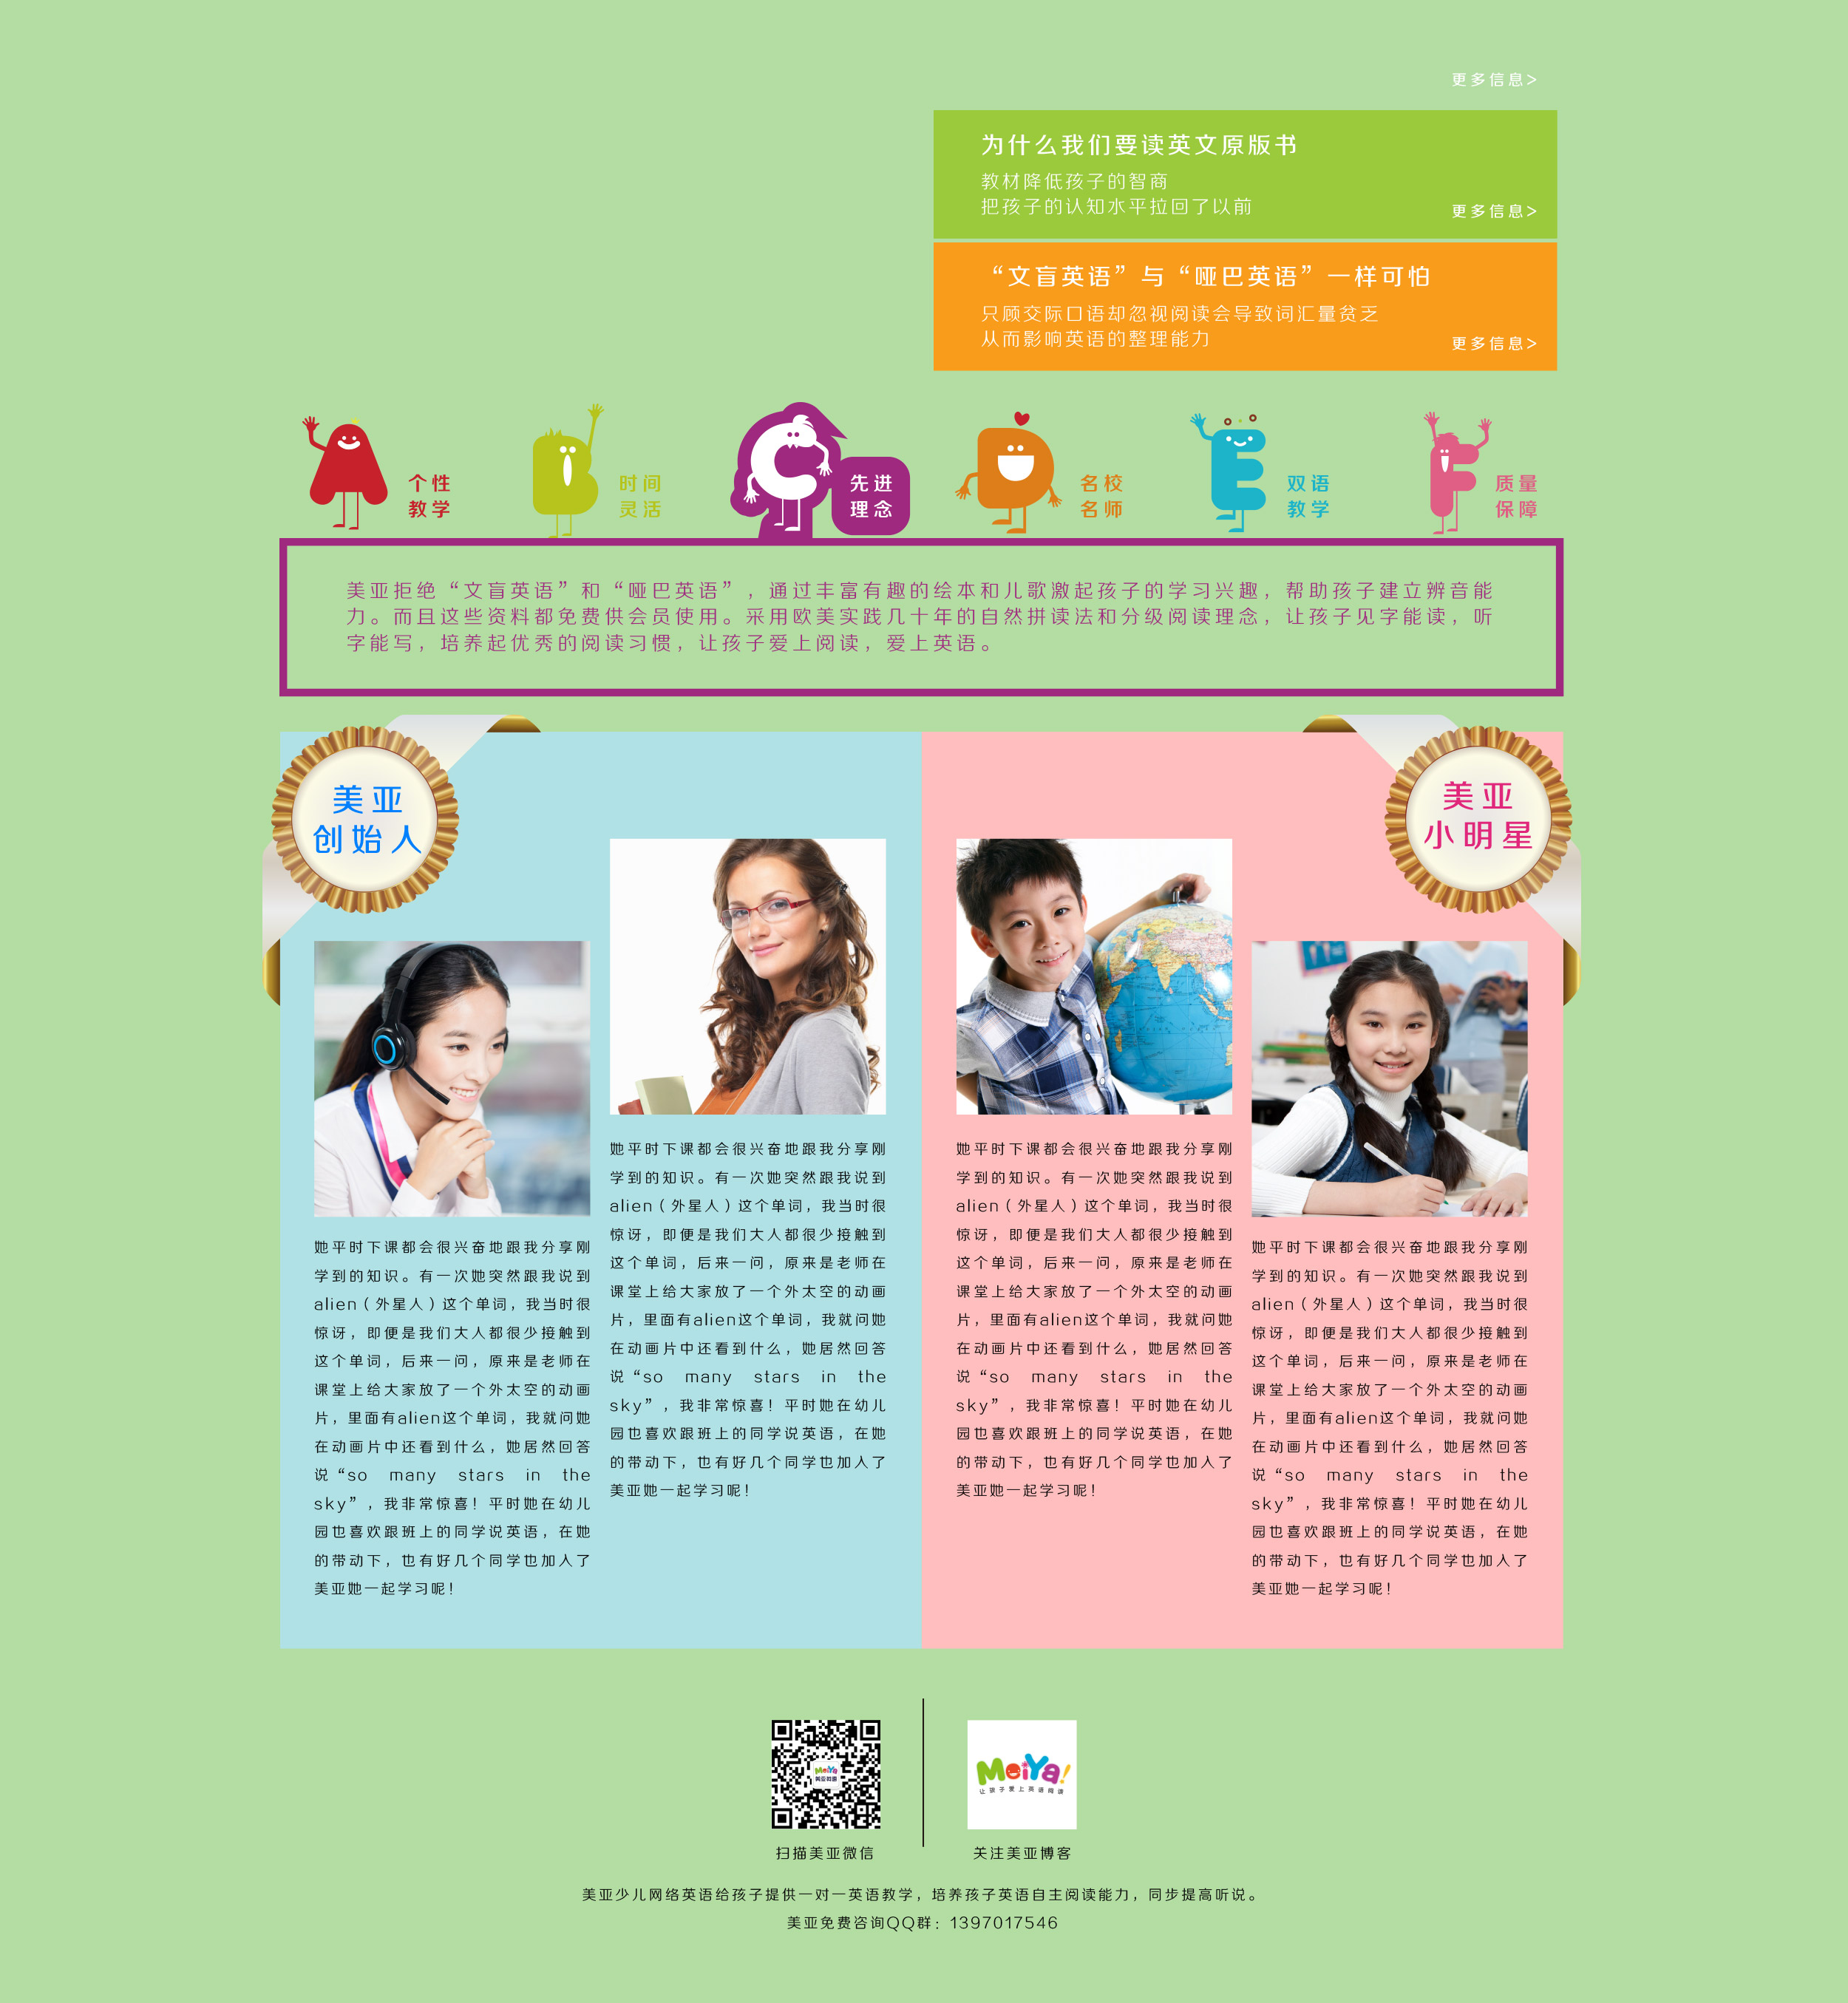 更多信息>
为什么我们要读英文原版书
教材降低孩子的智商
把孩子的认知水平拉回了以前
更多信息>
“文盲英语”与“哑巴英语”一样可怕
只顾交际口语却忽视阅读会导致词汇量贫乏
从而影响英语的整理能力
更多信息>
个性
教学
时间
灵活
先进
理念
名校
名师
双语
教学
质量
保障
美亚拒绝“文盲英语”和“哑巴英语”，通过丰富有趣的绘本和儿歌激起孩子的学习兴趣，帮助孩子建立辨音能
力。而且这些资料都免费供会员使用。采用欧美实践几十年的自然拼读法和分级阅读理念，让孩子见字能读，听
字能写，培养起优秀的阅读习惯，让孩子爱上阅读，爱上英语。
美亚
创始人
她平时下课都会很兴奋地跟我分享刚
学到的知识。有一次她突然跟我说到
alien（外星人）这个单词，我当时很
惊讶，即便是我们大人都很少接触到
这个单词，后来一问，原来是老师在
课堂上给大家放了一个外太空的动画
片，里面有alien这个单词，我就问她
在动画片中还看到什么，她居然回答
说“so many stars in the
sky”，我非常惊喜！平时她在幼儿
园也喜欢跟班上的同学说英语，在她
的带动下，也有好几个同学也加入了
美亚她一起学习呢！
她平时下课都会很兴奋地跟我分享刚
学到的知识。有一次她突然跟我说到
alien（外星人）这个单词，我当时很
惊讶，即便是我们大人都很少接触到
这个单词，后来一问，原来是老师在
课堂上给大家放了一个外太空的动画
片，里面有alien这个单词，我就问她
在动画片中还看到什么，她居然回答
说“so many stars in the
sky”，我非常惊喜！平时她在幼儿
园也喜欢跟班上的同学说英语，在她
的带动下，也有好几个同学也加入了
美亚她一起学习呢！
美亚
小明星
她平时下课都会很兴奋地跟我分享刚
学到的知识。有一次她突然跟我说到
alien（外星人）这个单词，我当时很
惊讶，即便是我们大人都很少接触到
这个单词，后来一问，原来是老师在
课堂上给大家放了一个外太空的动画
片，里面有alien这个单词，我就问她
在动画片中还看到什么，她居然回答
说“so many stars in the
sky”，我非常惊喜！平时她在幼儿
园也喜欢跟班上的同学说英语，在她
的带动下，也有好几个同学也加入了
美亚她一起学习呢！
她平时下课都会很兴奋地跟我分享刚
学到的知识。有一次她突然跟我说到
alien（外星人）这个单词，我当时很
惊讶，即便是我们大人都很少接触到
这个单词，后来一问，原来是老师在
课堂上给大家放了一个外太空的动画
片，里面有alien这个单词，我就问她
在动画片中还看到什么，她居然回答
说“so many stars in the
sky”，我非常惊喜！平时她在幼儿
园也喜欢跟班上的同学说英语，在她
的带动下，也有好几个同学也加入了
美亚她一起学习呢！
MeiYa
MeiYa!
让孩子爱上英语阅读
扫描美亚微信
关注美亚博客
美亚少儿网络英语给孩子提供一对一英语教学，培养孩子英语自主阅读能力，同步提高听说。
美亚免费咨询QQ群：1397017546